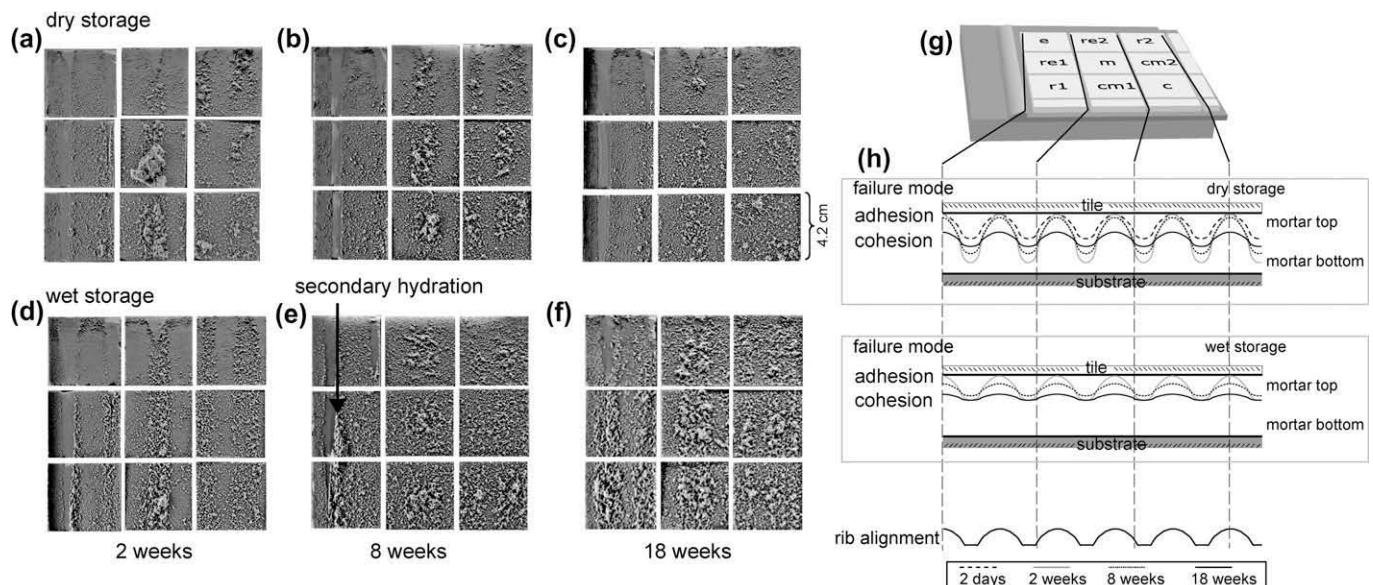 dry storage
(a)
(b)
(c)
4.2 cm
wet storage
secondary hydration
(d)
(e)
(f)
2 weeks
8 weeks
18 weeks
(g)
e re2 r2
re1 m cm2
r1 cm1 c
(h)
failure mode
dry storage
tile
adhesion
mortar top
cohesion
mortar bottom
substrate
failure mode
wet storage
tile
adhesion
mortar top
cohesion
mortar bottom
substrate
rib alignment
2 days 2 weeks 8 weeks 18 weeks